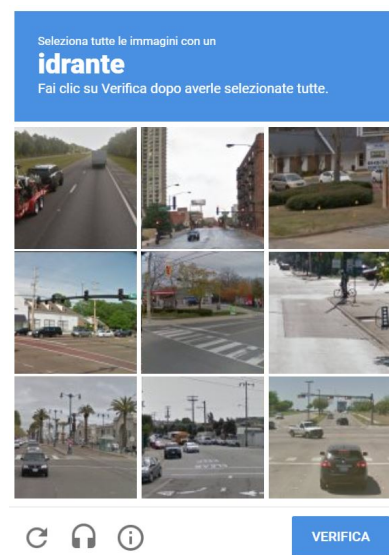 Seleziona tutte le immagini con un
idrante
Fai clic su Verifica dopo averle selezionate tutte.
VERIFICA